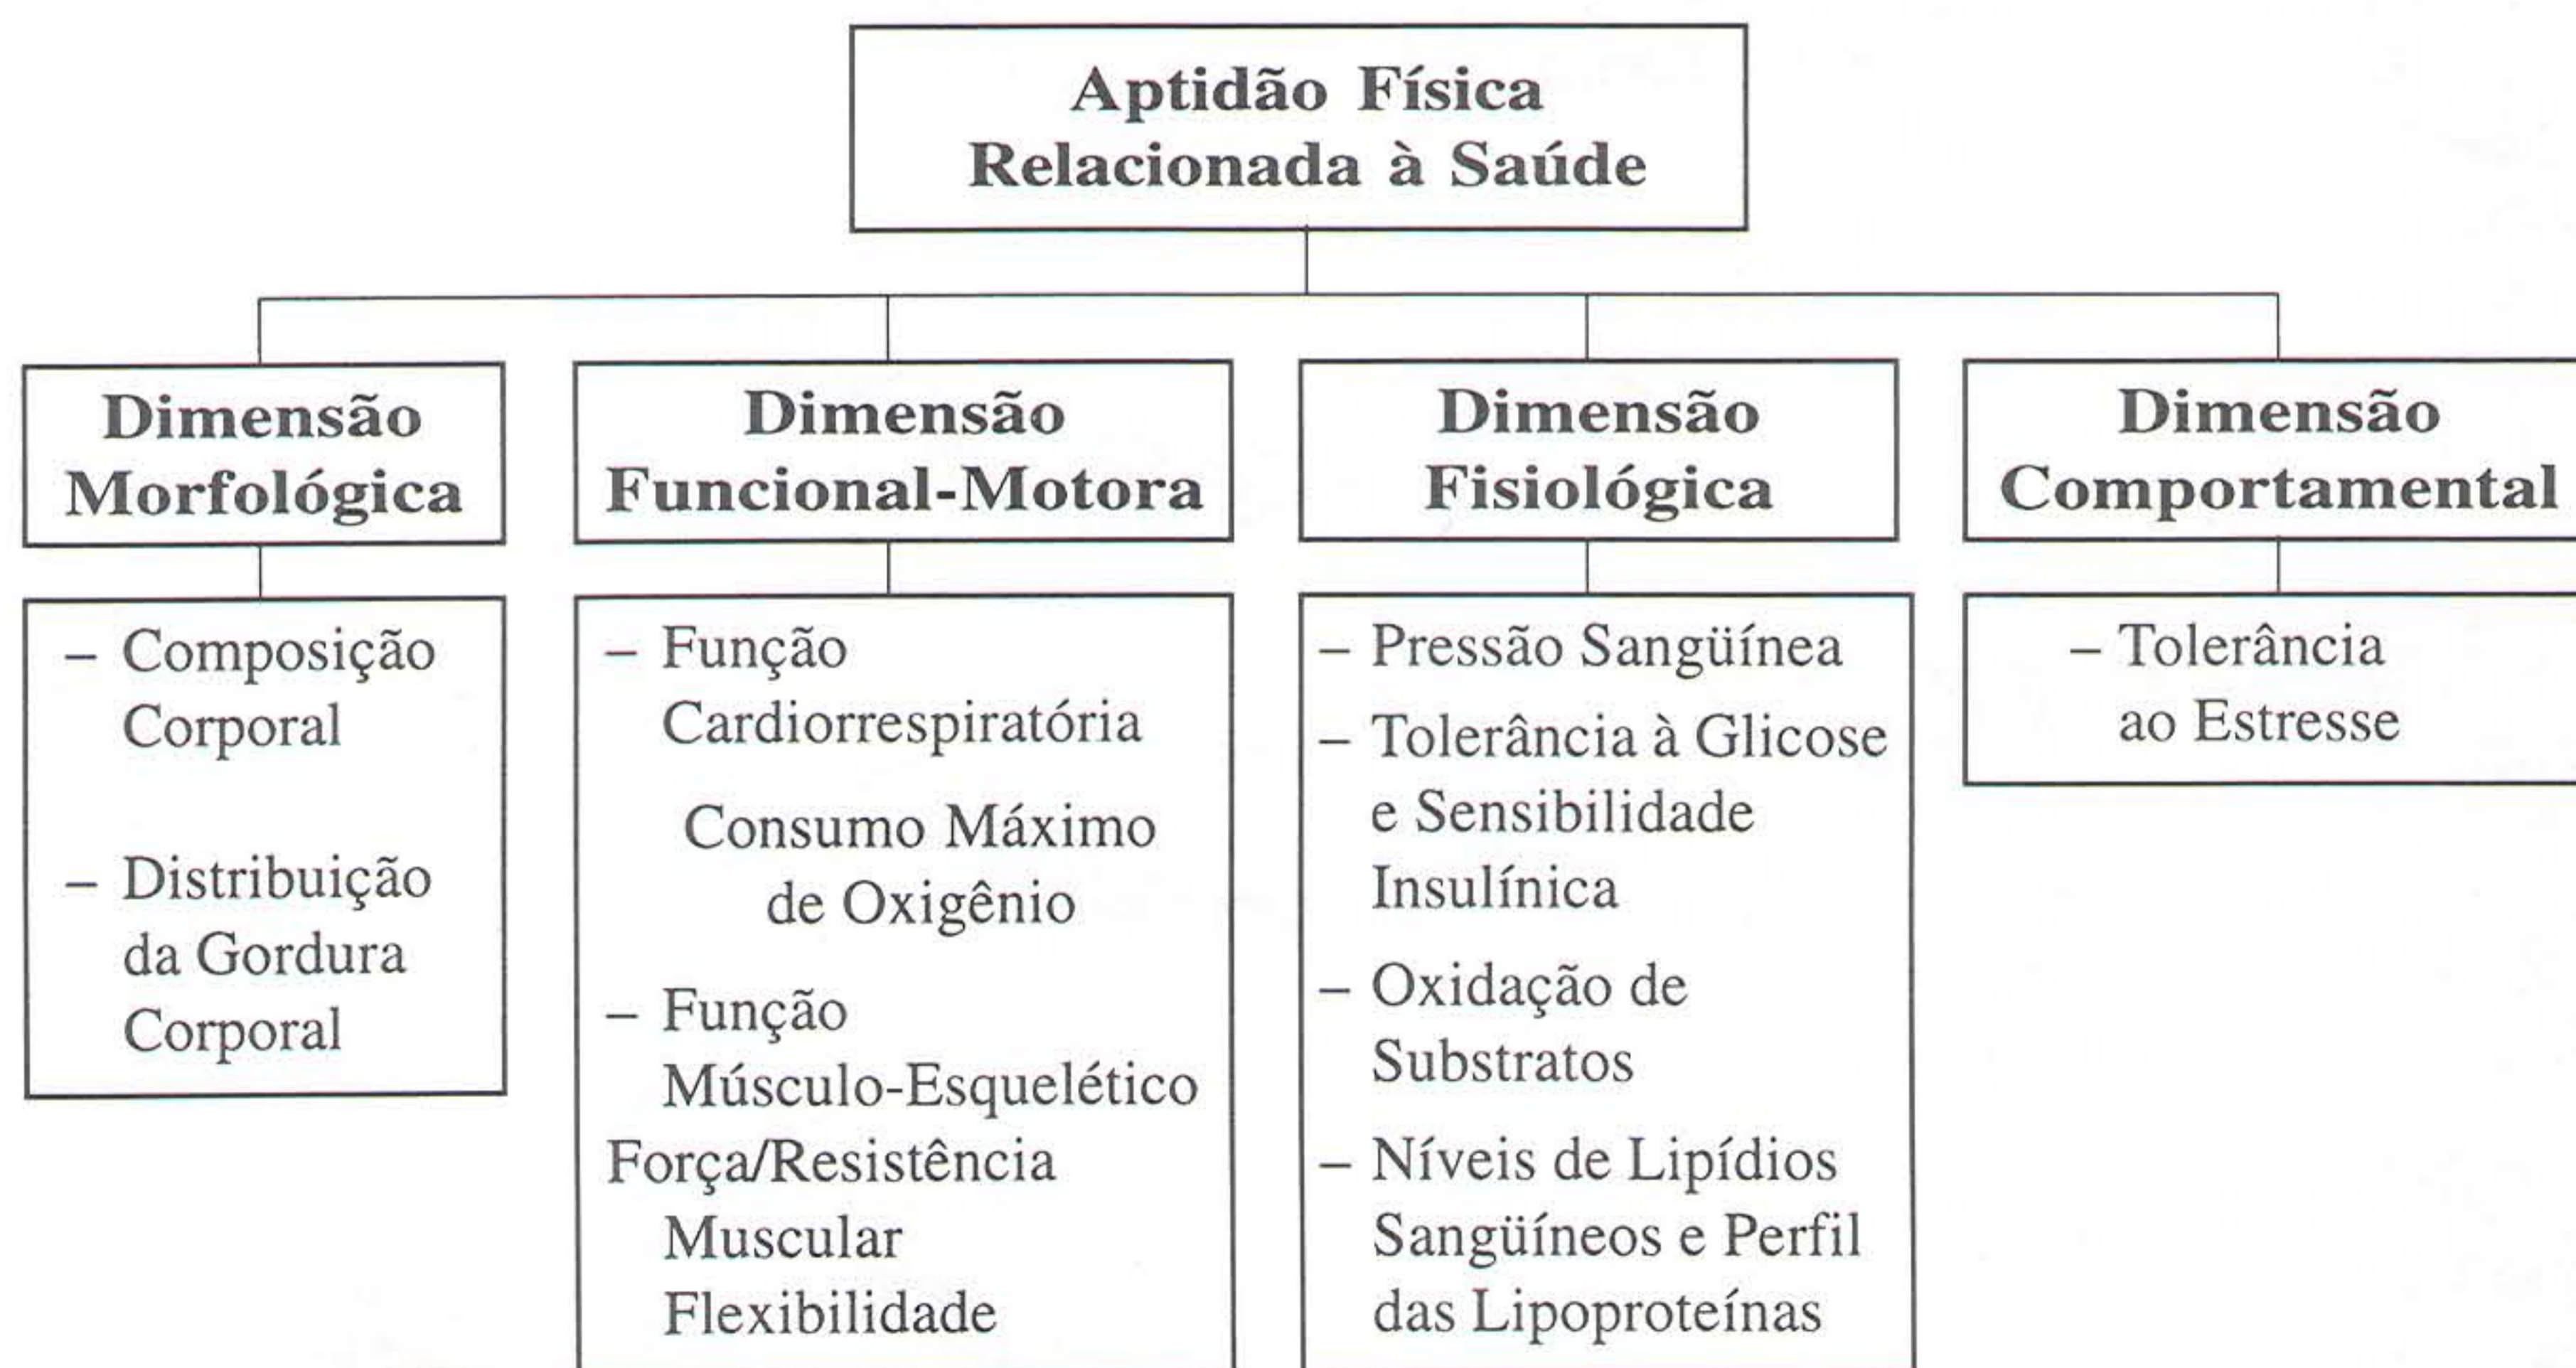 Aptidão Física
Relacionada à Saúde
Dimensão
Morfológica
– Composição
Corporal
– Distribuição
da Gordura
Corporal
Dimensão
Funcional-Motora
– Função
Cardiorrespiratória
Consumo Máximo
de Oxigênio
– Função
Músculo-Esquelético
Força/Resistência
Muscular
Flexibilidade
Dimensão
Fisiológica
– Pressão Sangüínea
– Tolerância à Glicose
e Sensibilidade
Insulínica
– Oxidação de
Substratos
– Níveis de Lipídios
Sangüíneos e Perfil
das Lipoproteínas
Dimensão
Comportamental
– Tolerância
ao Estresse